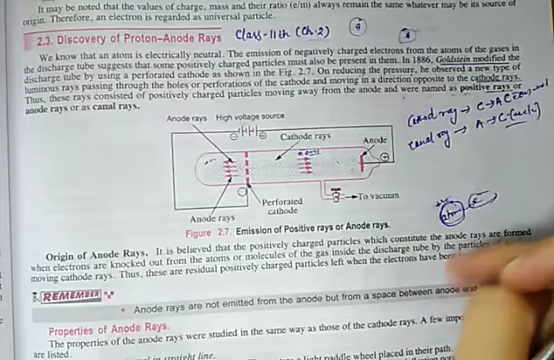 It may be noted that the values of charge, mass and their ratio (e/m) always remain the same whatever may be its source of
origin. Therefore, an electron is regarded as universal particle.
2.3. Discovery of Proton–Anode Rays Class-11th (Ch.2)
We know that an atom is electrically neutral. The emission of negatively charged electrons from the atoms of the gases in
the discharge tube suggests that some positively charged particles must also be present in them. In 1886, Goldstein modified the
discharge tube by using a perforated cathode as shown in the Fig. 2.7. On reducing the pressure, he observed a new type of
luminous rays passing through the holes or perforations of the cathode and moving in a direction opposite to the cathode rays.
Thus, these rays consisted of positively charged particles moving away from the anode and were named as positive rays or
anode rays or as canal rays.
Anode rays High voltage source
Cathode rays
Anode
canal ray → A → C
Perforated
cathode
To vacuum
Anode rays
Figure 2.7. Emission of Positive rays or Anode rays.
atom
Origin of Anode Rays. It is believed that the positively charged particles which constitute the anode rays are formed
when electrons are knocked out from the atoms or molecules of the gas inside the discharge tube by the particles
moving cathode rays. Thus, these are residual positively charged particles left when the electrons have been
REMEMBER
• Anode rays are not emitted from the anode but from a space between anode and
Properties of Anode Rays.
The properties of the anode rays were studied in the same way as those of the cathode rays. A few
are listed.
in straight line.
light paddle wheel placed in their path.